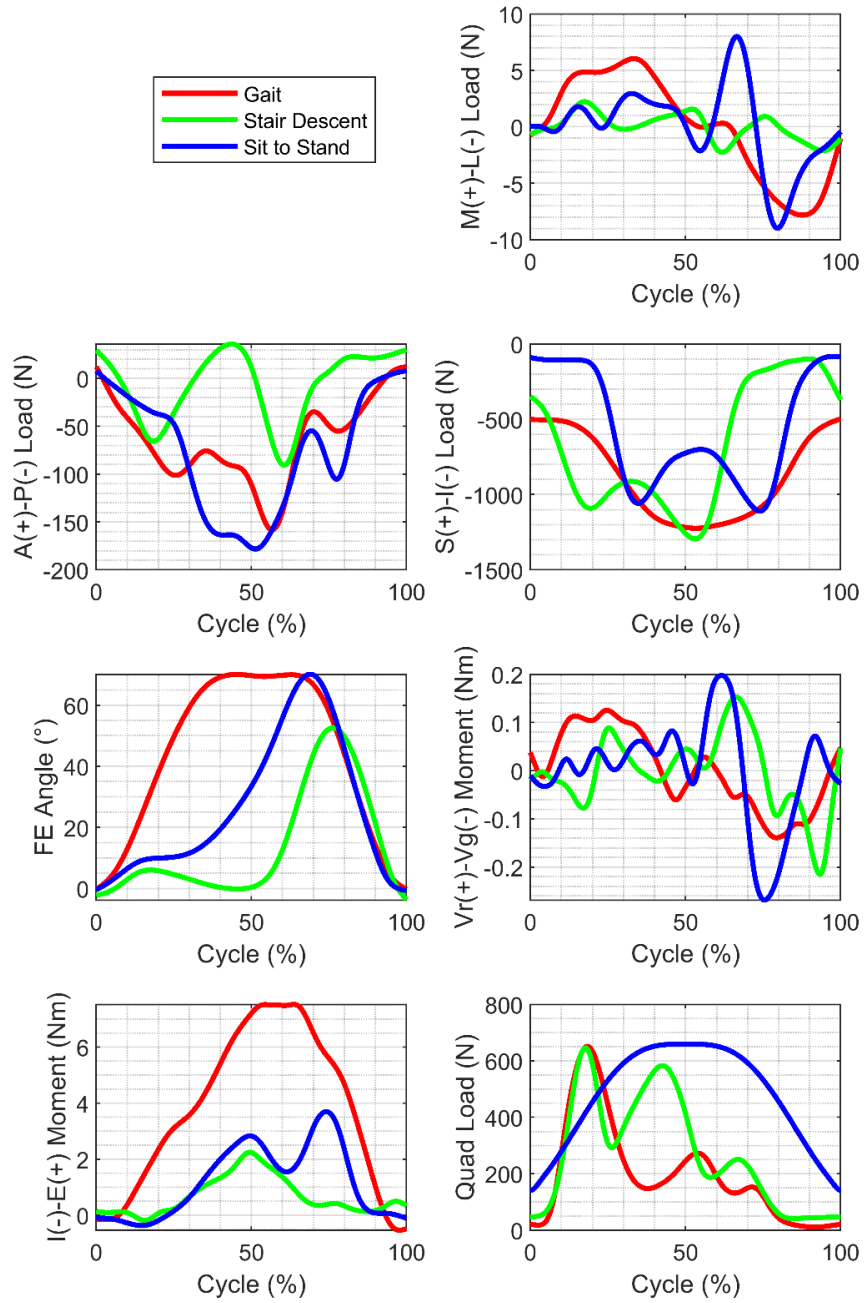 Gait
Stair Descent
Sit to Stand
M(+)-L(-) Load (N)
10
5
0
-5
-10
0 50 100
Cycle (%)
A(+)-P(-) Load (N)
0
-50
-100
-150
-200
0 50 100
Cycle (%)
S(+)-I(-) Load (N)
0
-500
-1000
-1500
0 50 100
Cycle (%)
FE Angle (°)
60
40
20
0
0 50 100
Cycle (%)
Vr(+)-Vg(-) Moment (Nm)
0.2
0.1
0
-0.1
-0.2
0 50 100
Cycle (%)
I(-)-E(+) Moment (Nm)
6
4
2
0
0 50 100
Cycle (%)
Quad Load (N)
800
600
400
200
0
0 50 100
Cycle (%)